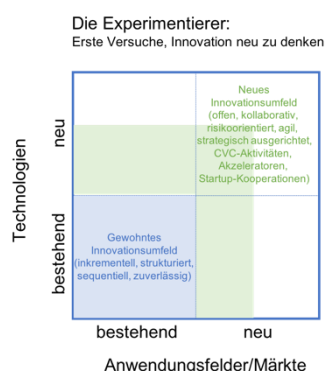 Die Experimentierer:
Erste Versuche, Innovation neu zu denken
Neues
Innovationsumfeld
(offen, kollaborativ,
risikoorientiert, agil,
strategisch ausgerichtet,
CVC-Aktivitäten,
Akzeleratoren,
Startup-Kooperationen)
neu
Technologien
Gewohntes
Innovationsumfeld
(inkrementell, strukturiert,
sequentiell, zuverlässig)
bestehend
bestehend neu
Anwendungsfelder/Märkte